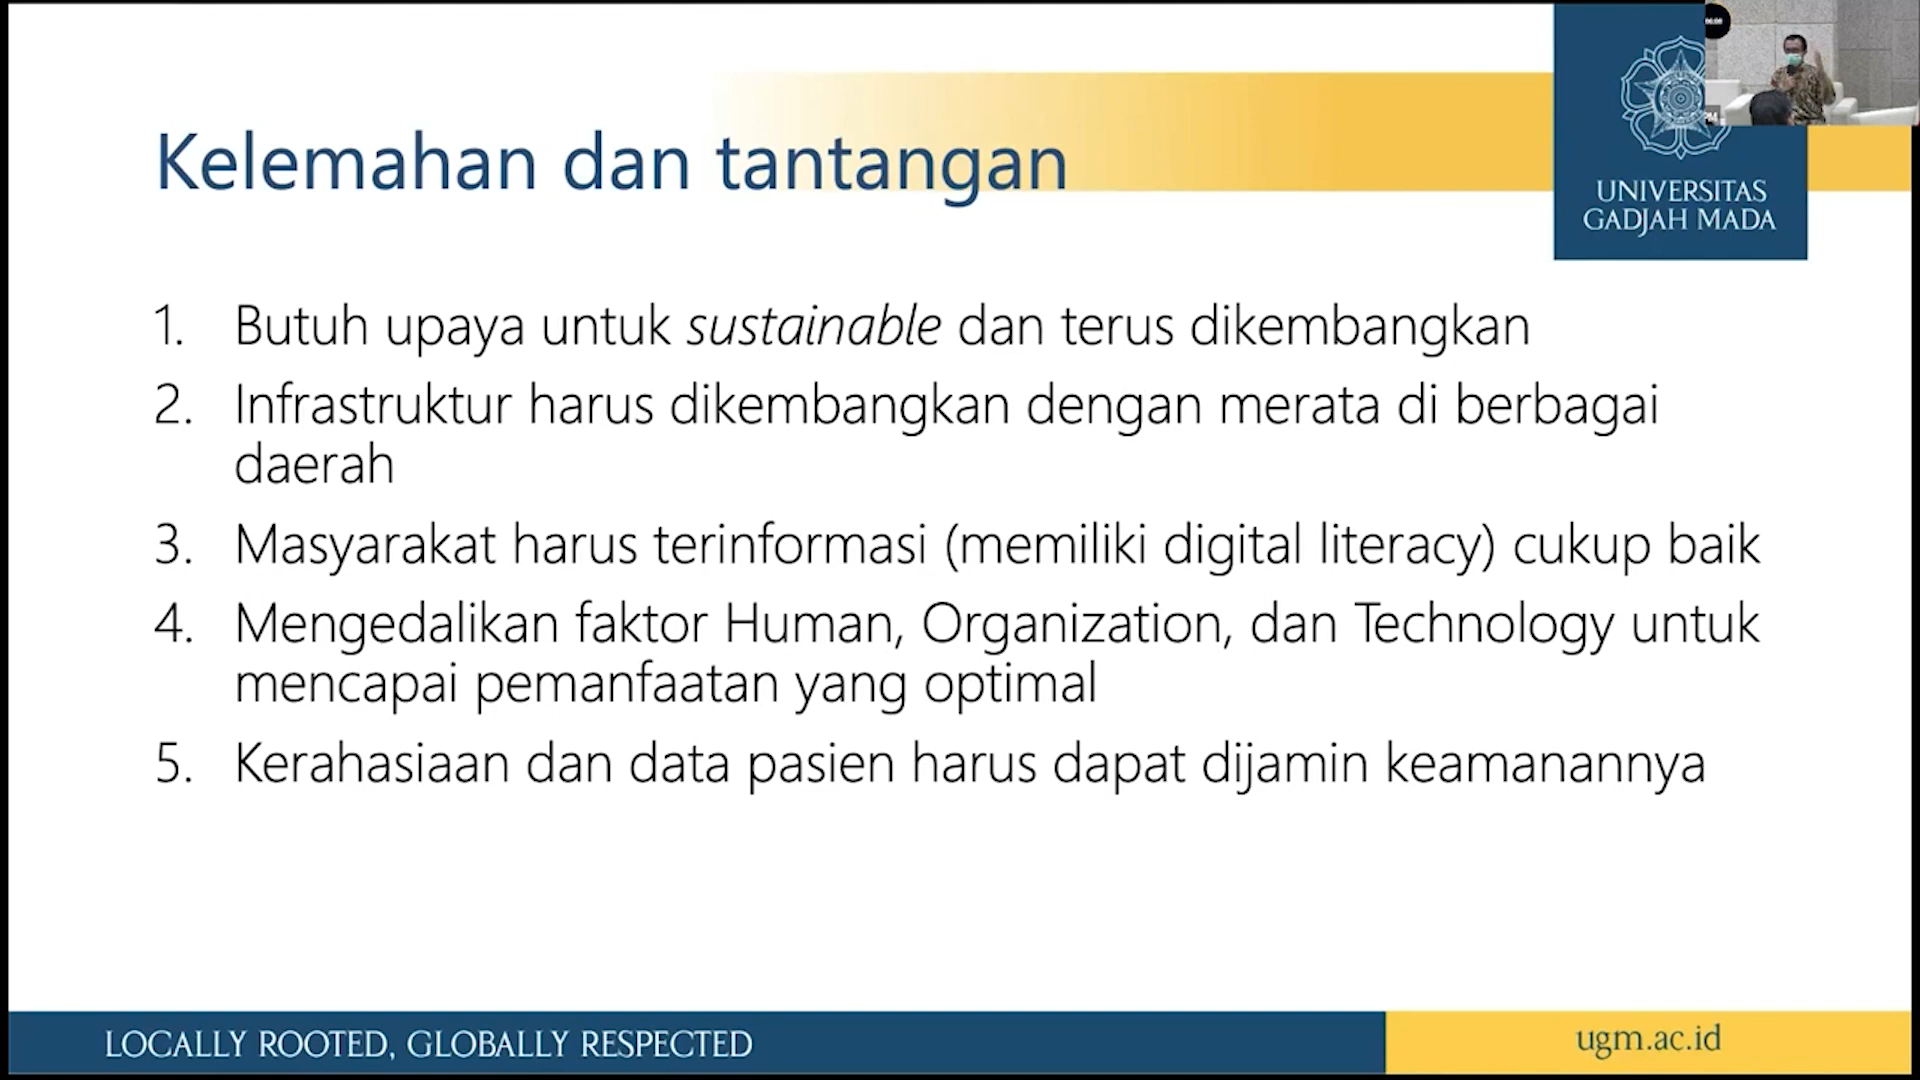 Kelemahan dan tantangan
UNIVERSITAS
GADJAH MADA
1. Butuh upaya untuk sustainable dan terus dikembangkan
2. Infrastruktur harus dikembangkan dengan merata di berbagai
daerah
3. Masyarakat harus terinformasi (memiliki digital literacy) cukup baik
4. Mengedalikan faktor Human, Organization, dan Technology untuk
mencapai pemanfaatan yang optimal
5. Kerahasiaan dan data pasien harus dapat dijamin keamanannya
LOCALLY ROOTED, GLOBALLY RESPECTED
ugm.ac.id